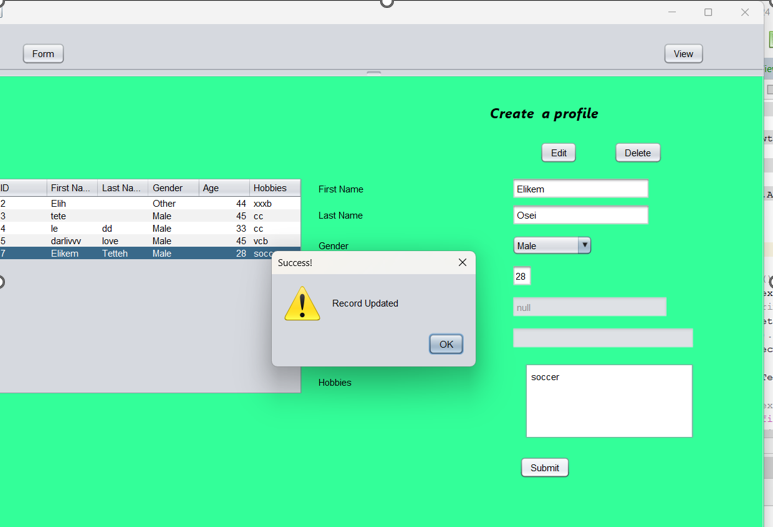 Form
View
Create a profile
Edit
Delete
ID First Na... Last Na... Gender Age Hobbies
2 Elih Other 44 xxxb
3 tete Male 45 cc
4 le dd Male 33 cc
5 darlivvv love Male 45 vcb
7 Elikem Tetteh Male 28
First Name Elikem
Last Name Osei
Gender Male
28
null
Success!
Record Updated
OK
Hobbies soccer
Submit